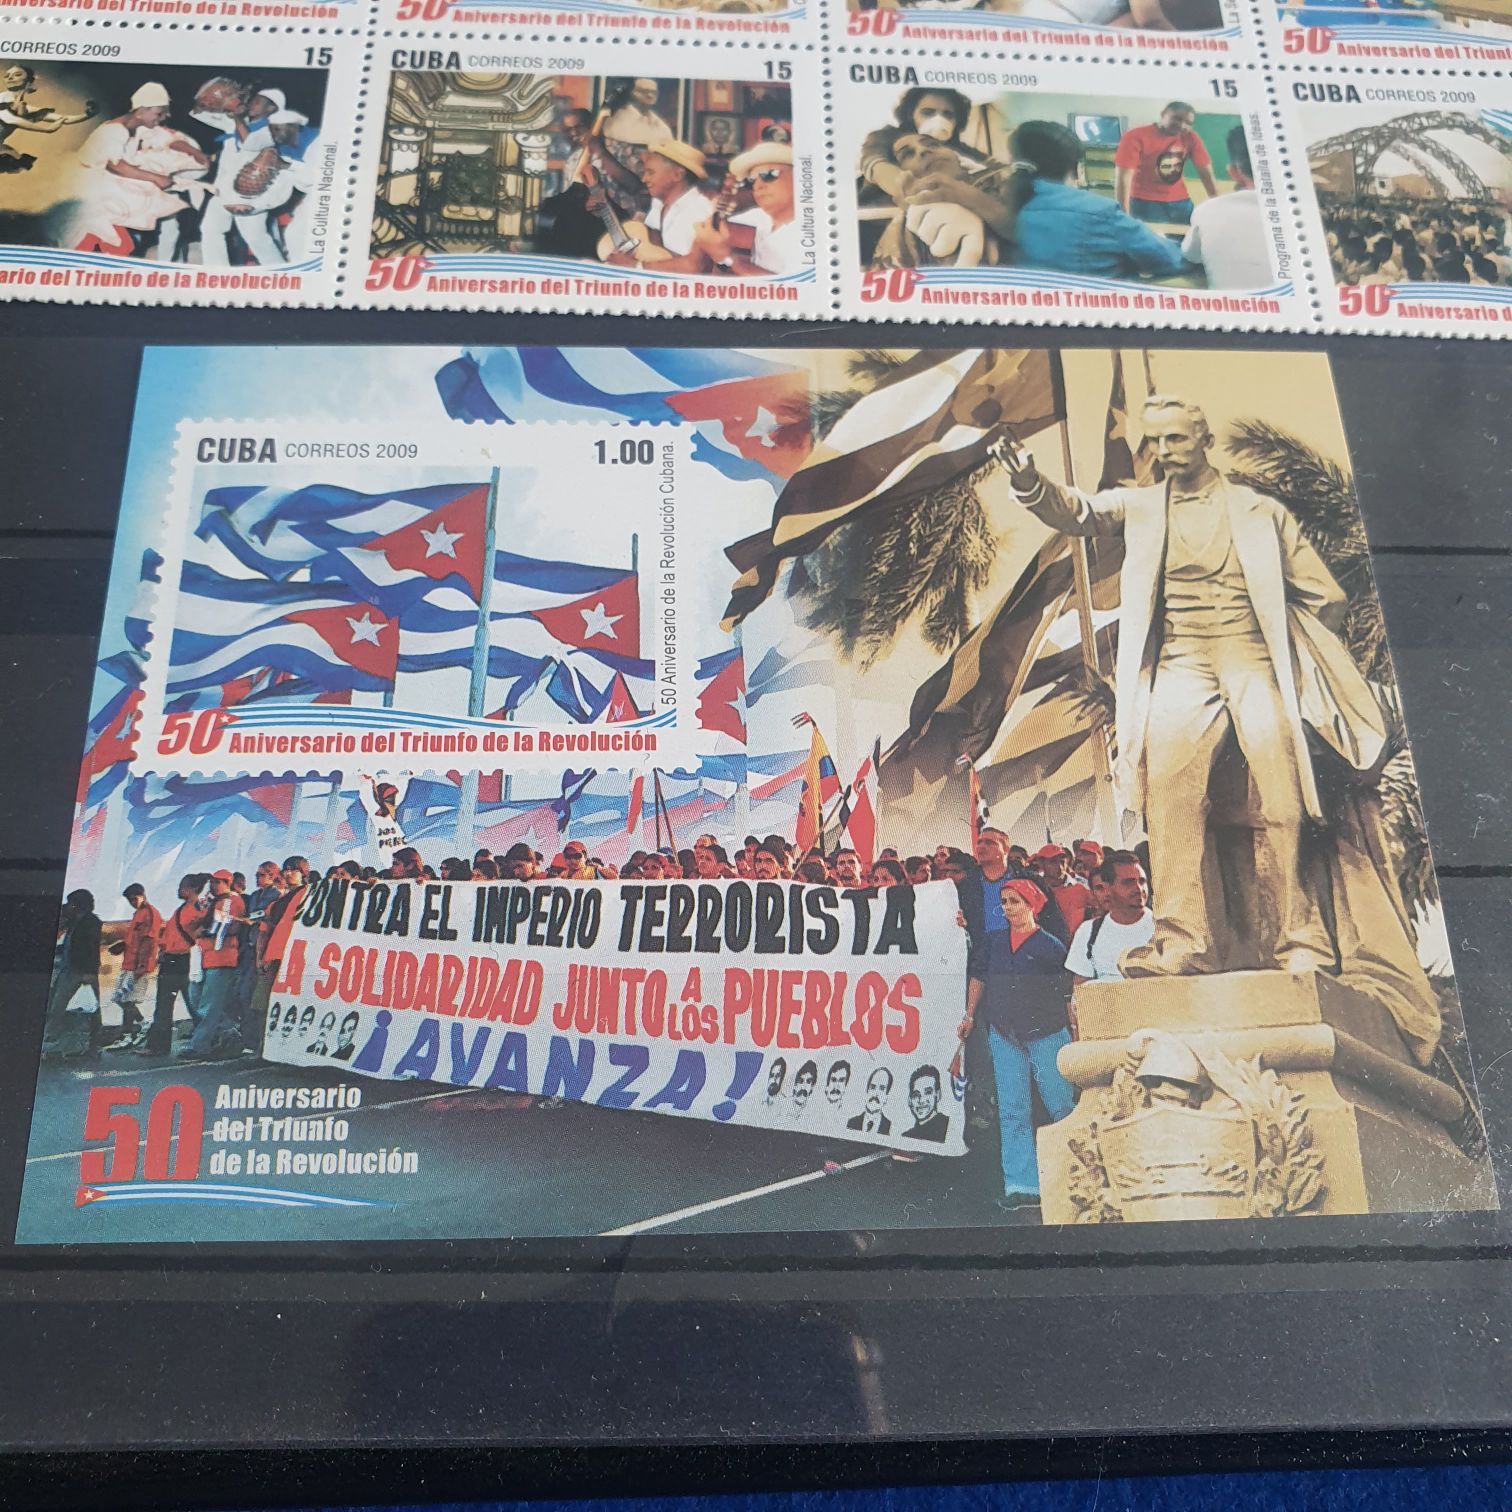 ersario del Triunfo de la Revolución
50 Aniversario del Triunfo de la Revolución
50 Aniversario del Triunfo de la Revolución
50 Aniversario del Triunf
CORREOS 2009 15
La Cultura Nacional.
ario del Triunfo de la Revolución
CUBA CORREOS 2009 15
La Cultura Nacional.
50 Aniversario del Triunfo de la Revolución
CUBA CORREOS 2009 15
Programa de la Batalla de ideas.
50 Aniversario del Triunfo de la Revolución
CUBA CORREOS 2009
50 Aniversario d
CUBA CORREOS 2009 1.00
50 Aniversario de la Revolución Cubana.
50 Aniversario del Triunfo de la Revolución
CONTRA EL IMPERIO TERRORISTA
LA SOLIDARIDAD JUNTO A LOS PUEBLOS
¡AVANZA!
50 Aniversario
del Triunfo
de la Revolución